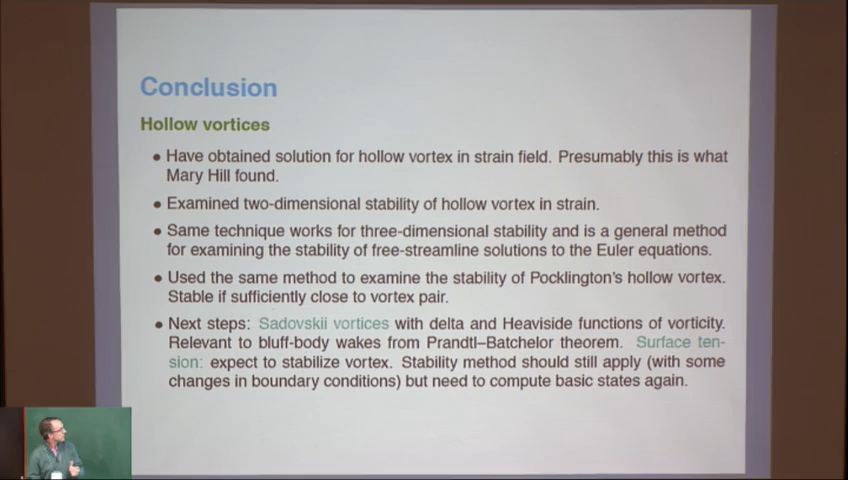 Conclusion
Hollow vortices
• Have obtained solution for hollow vortex in strain field. Presumably this is what
Mary Hill found.
• Examined two-dimensional stability of hollow vortex in strain.
• Same technique works for three-dimensional stability and is a general method
for examining the stability of free-streamline solutions to the Euler equations.
• Used the same method to examine the stability of Pocklington's hollow vortex.
Stable if sufficiently close to vortex pair.
• Next steps: Sadovskii vortices with delta and Heaviside functions of vorticity.
Relevant to bluff-body wakes from Prandtl–Batchelor theorem. Surface ten-
sion: expect to stabilize vortex. Stability method should still apply (with some
changes in boundary conditions) but need to compute basic states again.